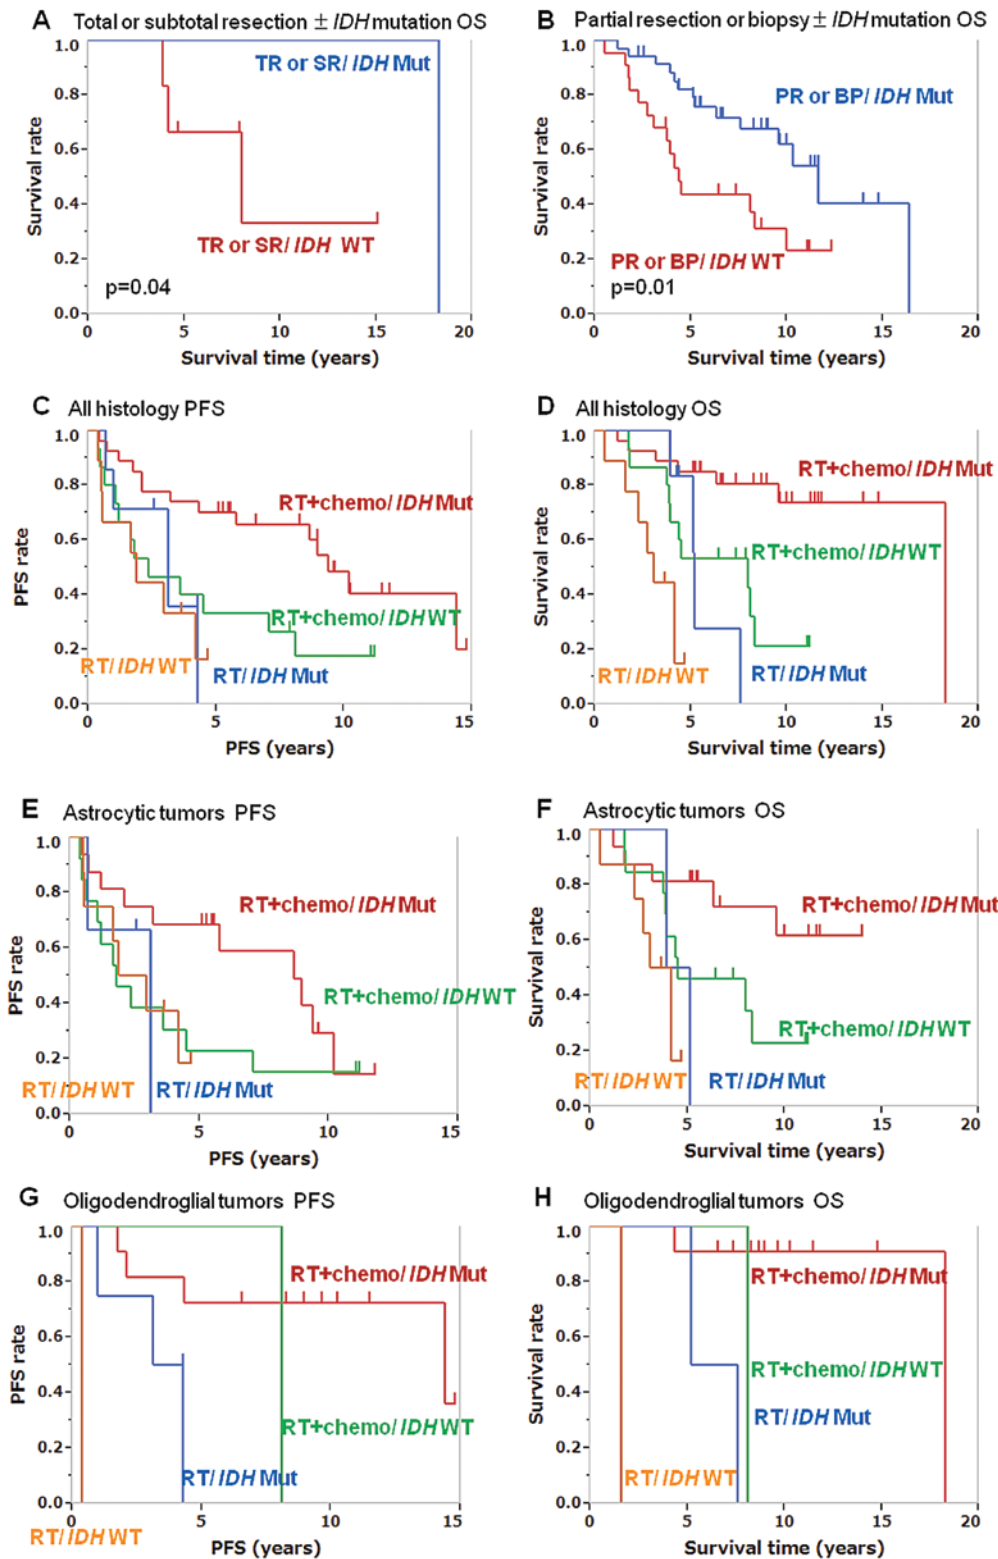 A Total or subtotal resection ± IDH mutation OS
1.0
0.8
0.6
0.4
0.2
0.0
Survival rate
TR or SR/ IDH Mut
TR or SR/ IDH WT
p=0.04
0 5 10 15 20
Survival time (years)
B Partial resection or biopsy ± IDH mutation OS
1.0
0.8
0.6
0.4
0.2
0.0
Survival rate
PR or BP/ IDH Mut
PR or BP/ IDH WT
p=0.01
0 5 10 15 20
Survival time (years)
C All histology PFS
1.0
0.8
0.6
0.4
0.2
0.0
PFS rate
RT+chemo/ IDH Mut
RT+chemo/ IDH WT
RT/ IDH WT
RT/ IDH Mut
0 5 10 15
PFS (years)
D All histology OS
1.0
0.8
0.6
0.4
0.2
0.0
Survival rate
RT+chemo/ IDH Mut
RT+chemo/ IDH WT
RT/ IDH WT
RT/ IDH Mut
0 5 10 15 20
Survival time (years)
E Astrocytic tumors PFS
1.0
0.8
0.6
0.4
0.2
0.0
PFS rate
RT+chemo/ IDH Mut
RT+chemo/ IDH WT
RT/ IDH WT
RT/ IDH Mut
0 5 10 15
PFS (years)
F Astrocytic tumors OS
1.0
0.8
0.6
0.4
0.2
0.0
Survival rate
RT+chemo/ IDH Mut
RT+chemo/ IDH WT
RT/ IDH WT
RT/ IDH Mut
0 5 10 15 20
Survival time (years)
G Oligodendroglial tumors PFS
1.0
0.8
0.6
0.4
0.2
0.0
PFS rate
RT+chemo/ IDH Mut
RT+chemo/ IDH WT
RT/ IDH Mut
RT/ IDH WT
0 5 10 15
PFS (years)
H Oligodendroglial tumors OS
1.0
0.8
0.6
0.4
0.2
0.0
Survival rate
RT+chemo/ IDH Mut
RT+chemo/ IDH WT
RT/ IDH Mut
RT/ IDH WT
0 5 10 15 20
Survival time (years)